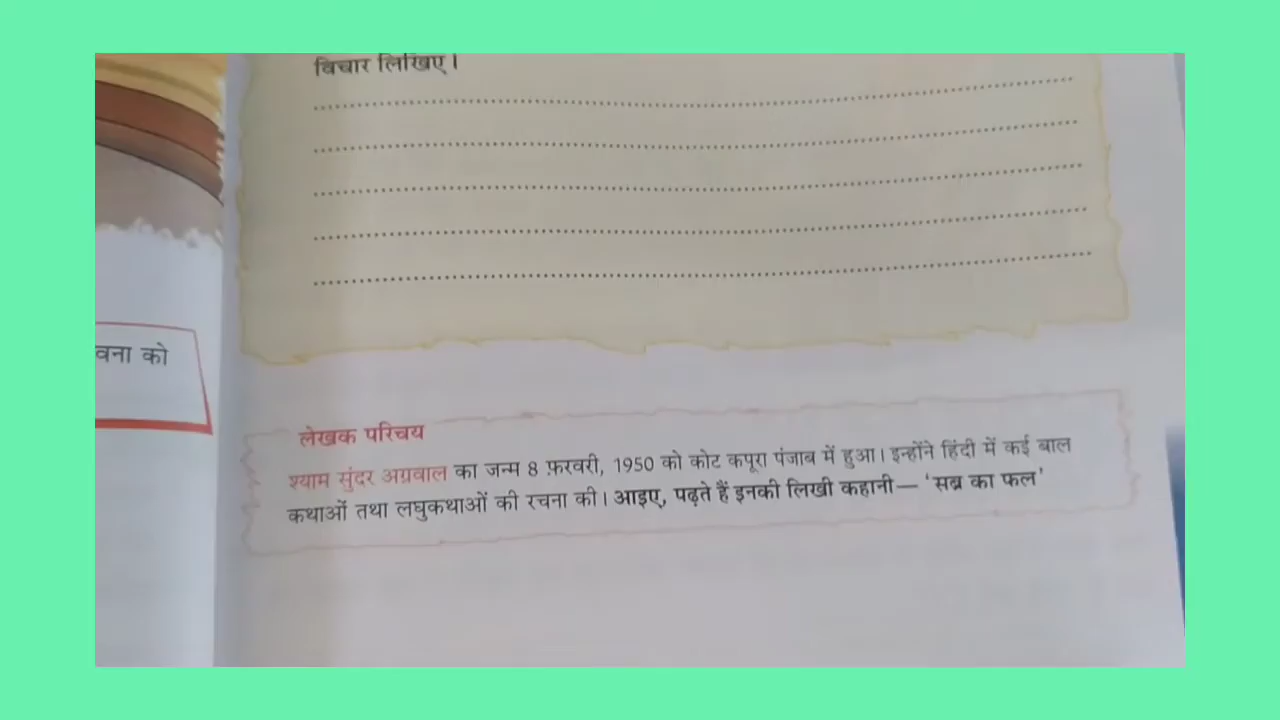 विचार लिखिए।
वना को
लेखक परिचय
श्याम सुंदर अग्रवाल का जन्म 8 फ़रवरी, 1950 को कोट कपूरा पंजाब में हुआ। इन्होंने हिंदी में कई बाल
कथाओं तथा लघुकथाओं की रचना की। आइए, पढ़ते हैं इनकी लिखी कहानी— ‘सब्र का फल’